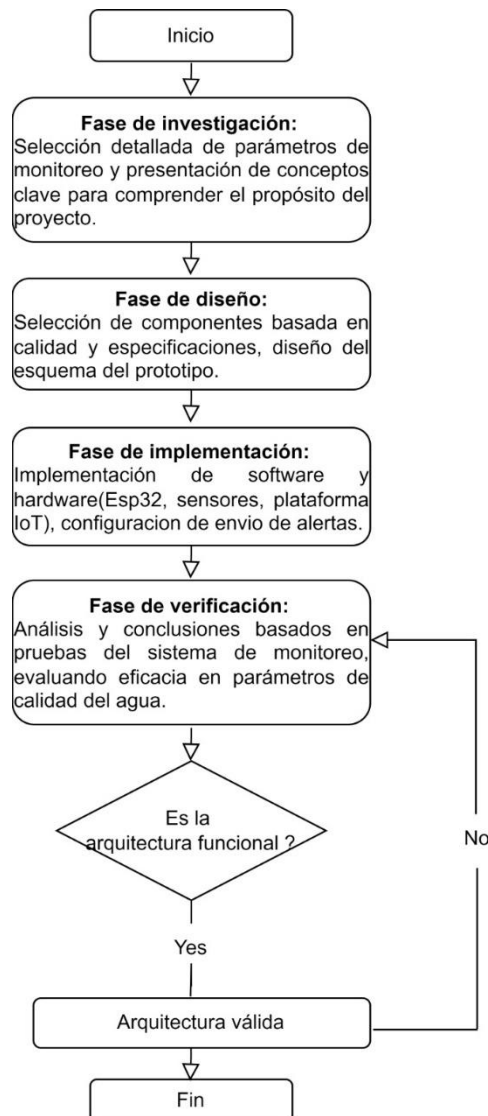 Inicio
Fase de investigación:
Selección detallada de parámetros de
monitoreo y presentación de conceptos
clave para comprender el propósito del
proyecto.
Fase de diseño:
Selección de componentes basada en
calidad y especificaciones, diseño del
esquema del prototipo.
Fase de implementación:
Implementación de software y
hardware(Esp32, sensores, plataforma
IoT), configuracion de envio de alertas.
Fase de verificación:
Análisis y conclusiones basados en
pruebas del sistema de monitoreo,
evaluando eficacia en parámetros de
calidad del agua.
Es la
arquitectura funcional ?
No
Yes
Arquitectura válida
Fin